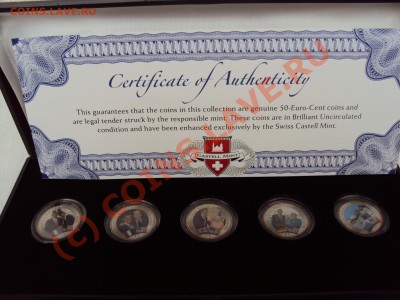 COINS.LAVE.RU
Certificate of Authenticity
This guarantees that the coins in this collection are genuine 50-Euro-Cent coins and
are legal tender struck by the responsible mint. These coins are in Brilliant Uncirculated
condition and have been enhanced exclusively by the Swiss Castell Mint.
CASTELL MINT
(C) COINS.LAVE.RU